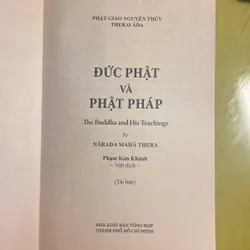 PHẬT GIÁO NGUYÊN THỦY
THERAVĀDA
ĐỨC PHẬT
VÀ
PHẬT PHÁP
The Buddha and His Teachings
by
NĀRADA MAHĀ THERA
Phạm Kim Khánh
– Việt dịch –
(Tái bản)
NHÀ XUẤT BẢN TỔNG HỢP
THÀNH PHỐ HỒ CHÍ MINH